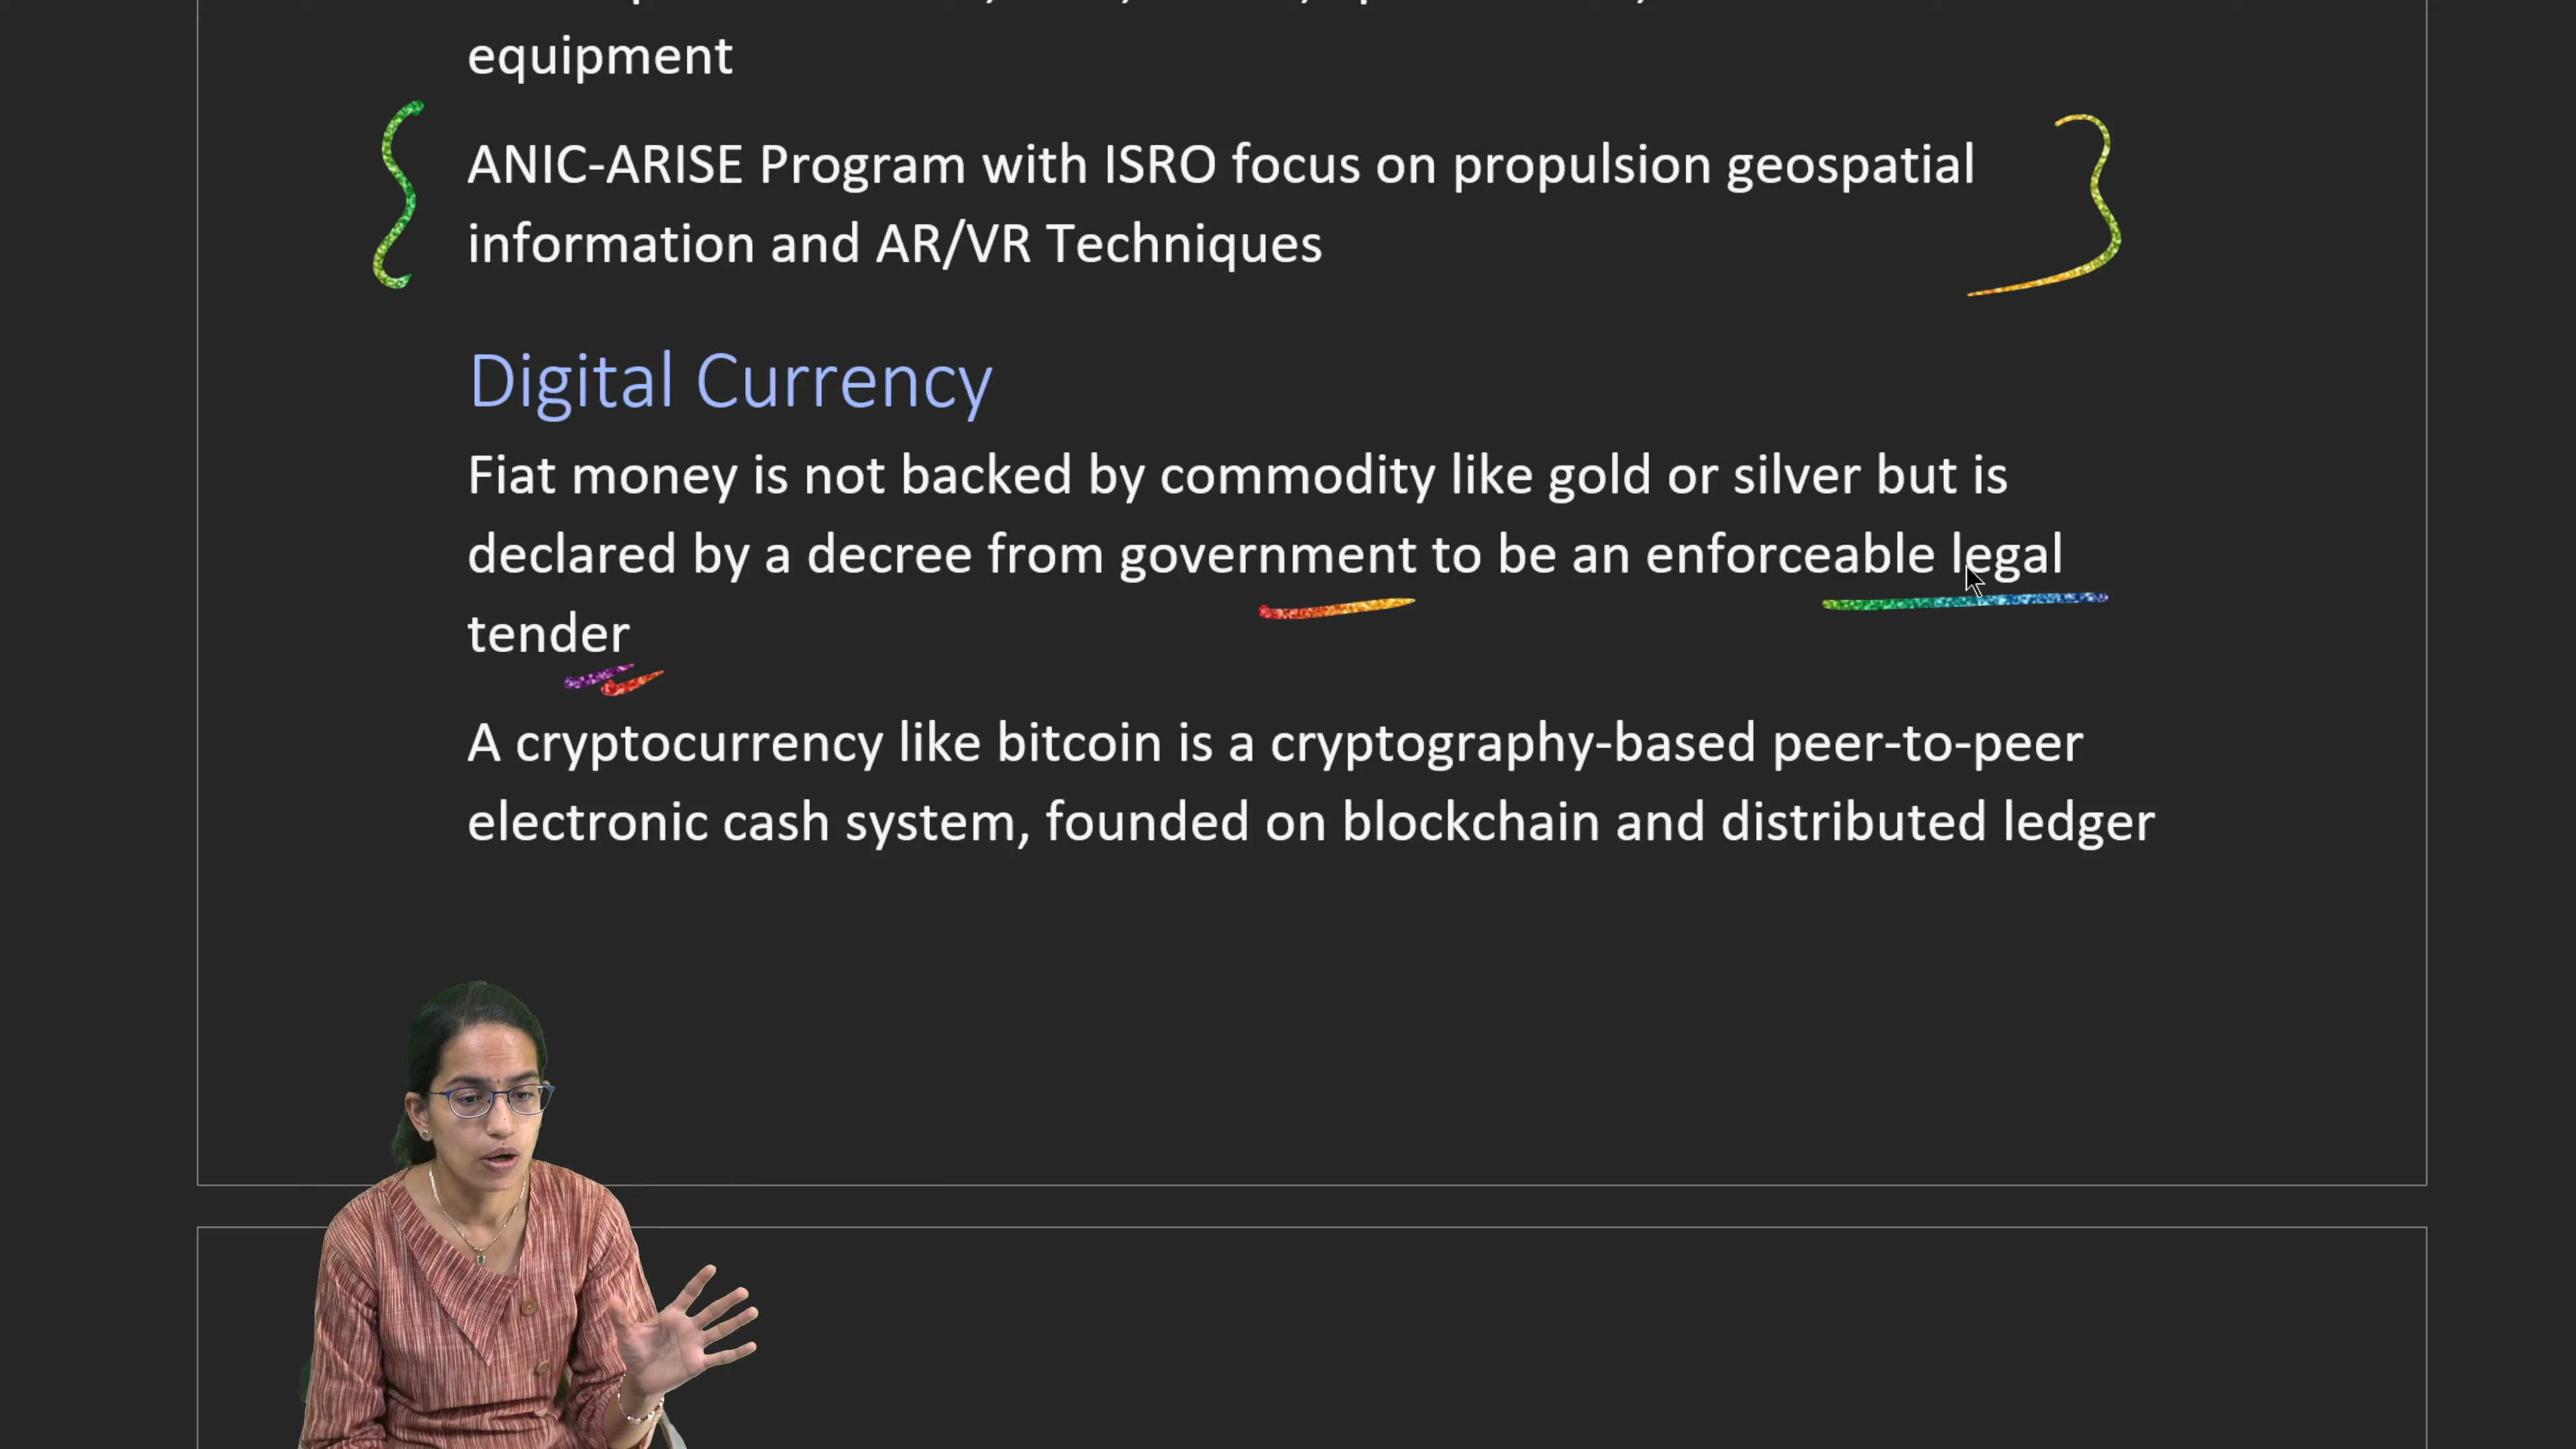 equipment
ANIC-ARISE Program with ISRO focus on propulsion geospatial
information and AR/VR Techniques
Digital Currency
Fiat money is not backed by commodity like gold or silver but is
declared by a decree from government to be an enforceable legal
tender
A cryptocurrency like bitcoin is a cryptography-based peer-to-peer
electronic cash system, founded on blockchain and distributed ledger